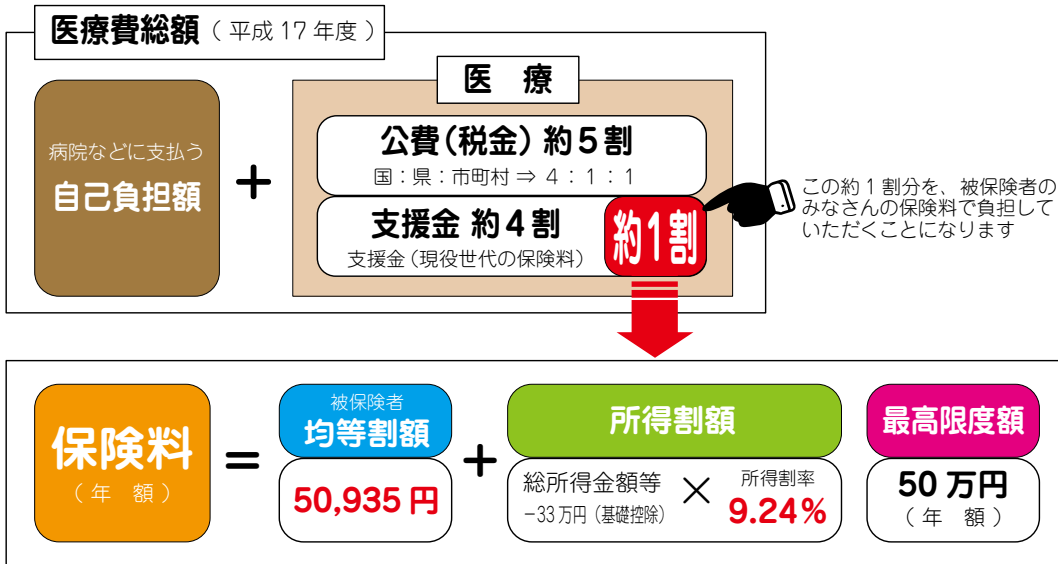 医療費総額（平成17年度）
病院などに支払う
自己負担額
+
医 療
公費（税金）約5割
国：県：市町村 ⇒ 4：1：1
支援金 約4割
支援金（現役世代の保険料）
約1割
この約1割分を、被保険者の
みなさんの保険料で負担して
いただくことになります
保険料
（年 額）
=
被保険者
均等割額
50,935円
+
所得割額
総所得金額等
−33万円（基礎控除）
×
所得割率
9.24%
最高限度額
50万円
（年 額）